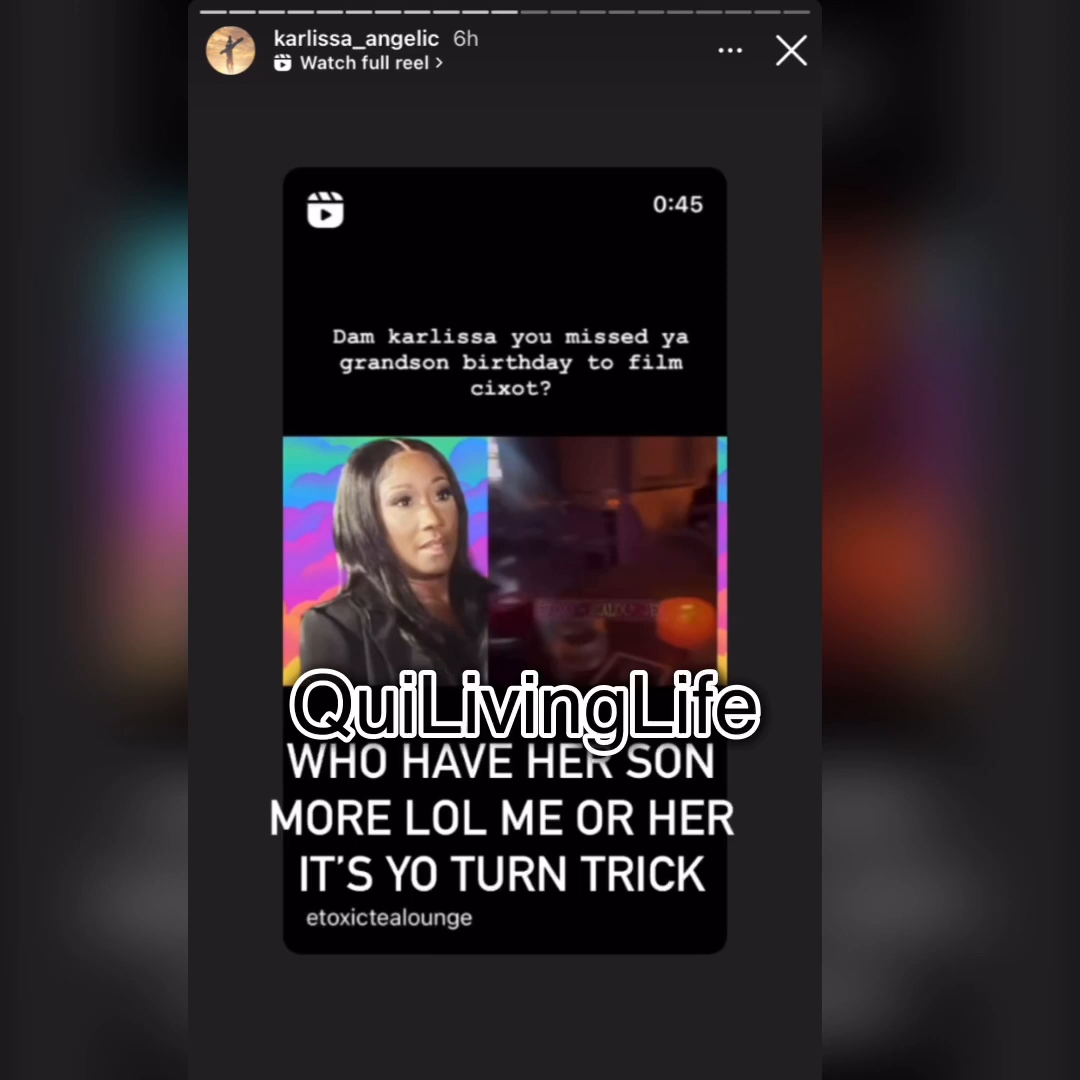 karlissa_angelic 6h
Watch full reel >
0:45
Dam karlissa you missed ya
grandson birthday to film
cixot?
QuiLivingLife
WHO HAVE HER SON
MORE LOL ME OR HER
IT'S YO TURN TRICK
etoxictealounge